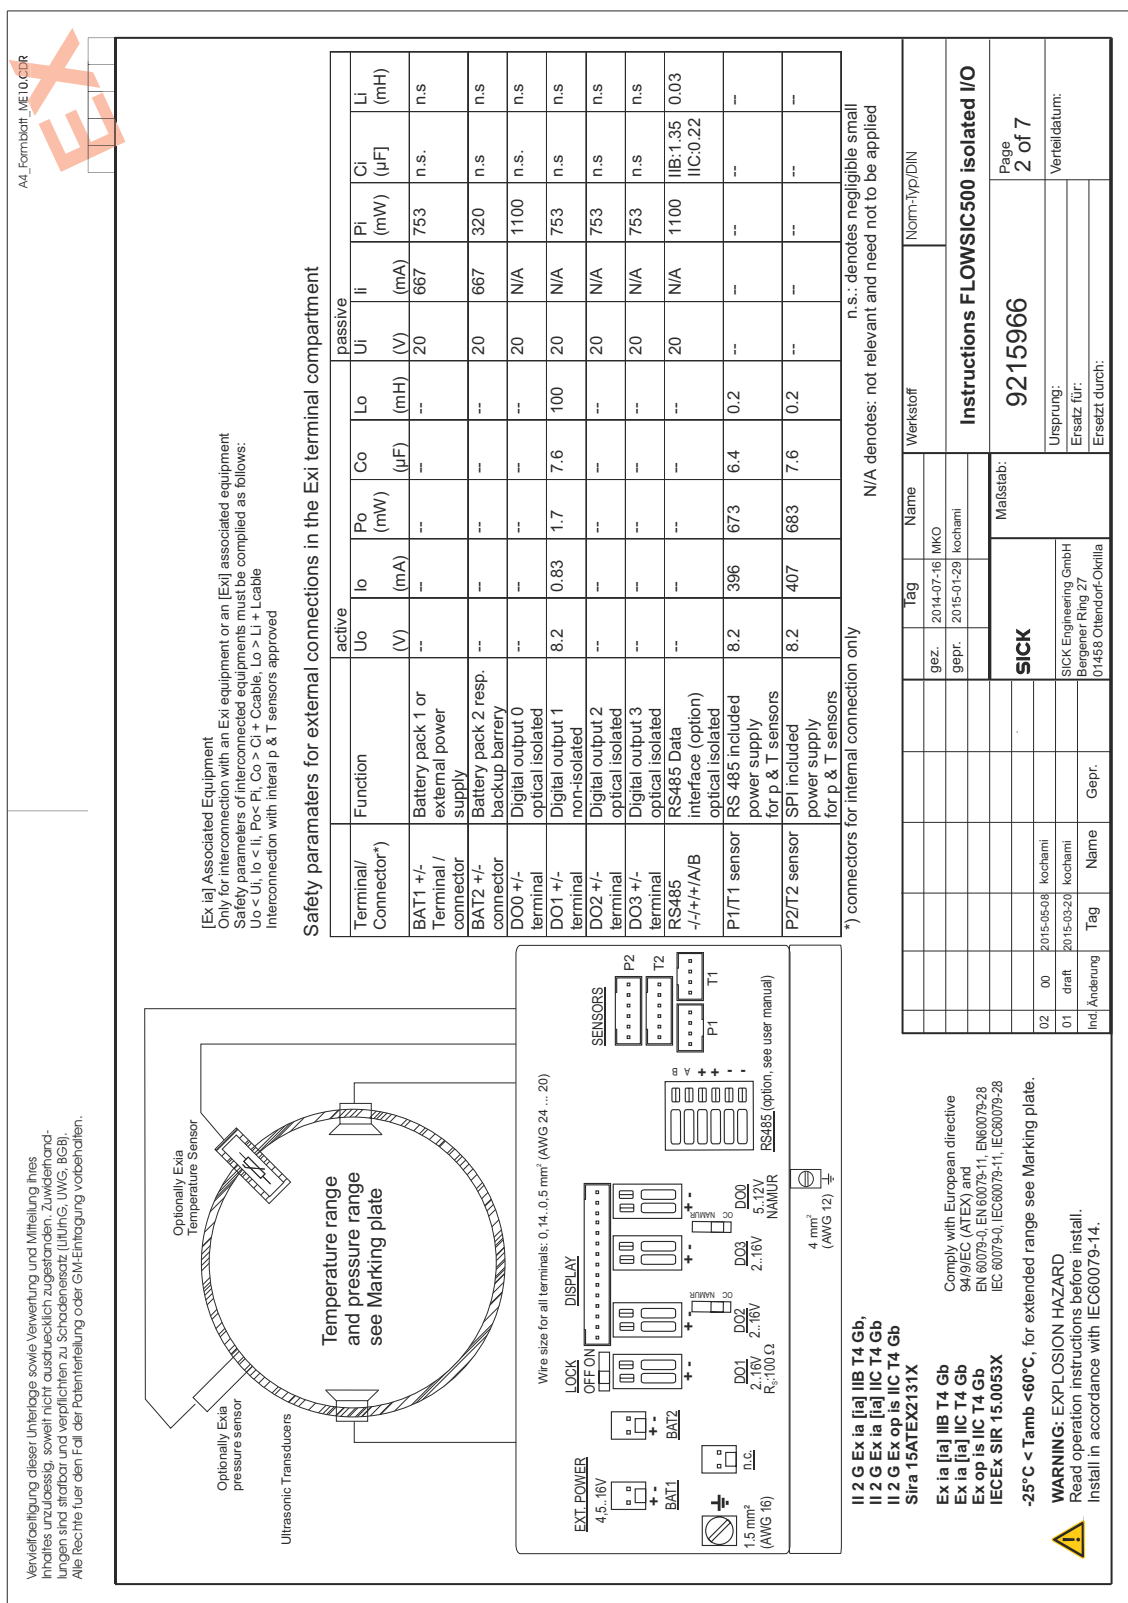 A4_Formblatt_ME10.CDR
EX
Vervielfaeltigung dieser Unterlage sowie Verwertung und Mitteilung ihres
Inhaltes unzulaessig, soweit nicht ausdruecklich zugestanden. Zuwiderhand-
lungen sind strafbar und verpflichten zu Schadenersatz (LitUrhG, UWG, BGB).
Alle Rechte fuer den Fall der Patenterteilung oder GM-Eintragung vorbehalten.
Optionally Exia
Temperature Sensor
Optionally Exia
pressure sensor
Ultrasonic Transducers
Temperature range
and pressure range
see Marking plate
Wire size for all terminals: 0,14..0,5 mm² (AWG 24 ... 20)
EXT. POWER
4,5..16V
+ -
BAT1
+ -
BAT2
LOCK
OFF ON
DISPLAY
SENSORS
P2
T2
P1
T1
B
A
+
+
-
-
RS485 (option, see user manual)
+ -
DO1
2..16V
Rs:100Ω
+ -
OC NAMUR
DO2
2..16V
+ -
DO3
2..16V
OC NAMUR
+ -
DO0
5..12V
NAMUR
n.c.
1.5 mm²
(AWG 16)
4 mm²
(AWG 12)
[Ex ia] Associated Equipment
Only for interconnection with an Exi equipment or an [Exi] associated equipment
Safety parameters of interconnected equipments must be complied as follows:
Uo < Ui, Io < Ii, Po< Pi, Co > Ci + Ccable, Lo > Li + Lcable
Interconnection with interal p & T sensors approved
Safety paramaters for external connections in the Exi terminal compartment
active passive
Terminal/ Connector*) Function Uo (V) Io (mA) Po (mW) Co (µF) Lo (mH) Ui (V) Ii (mA) Pi (mW) Ci (µF] Li (mH)
BAT1 +/- Terminal / connector Battery pack 1 or external power supply -- -- -- -- -- 20 667 753 n.s. n.s
BAT2 +/- connector Battery pack 2 resp. backup barrery -- -- -- -- -- 20 667 320 n.s n.s
DO0 +/- terminal Digital output 0 optical isolated -- -- -- -- -- 20 N/A 1100 n.s. n.s.
DO1 +/- terminal Digital output 1 non-isolated 8.2 0.83 1.7 7.6 100 20 N/A 753 n.s n.s
DO2 +/- terminal Digital output 2 optical isolated -- -- -- -- -- 20 N/A 753 n.s n.s
DO3 +/- terminal Digital output 3 optical isolated -- -- -- -- -- 20 N/A 753 n.s n.s
RS485 -/-/+/+/A/B RS485 Data interface (option) optical isolated -- -- -- -- -- 20 N/A 1100 IIB:1.35 IIC:0.22 0.03
P1/T1 sensor RS 485 included power supply for p & T sensors 8.2 396 673 6.4 0.2 -- -- -- -- --
P2/T2 sensor SPI included power supply for p & T sensors 8.2 407 683 7.6 0.2 -- -- -- -- --
*) connectors for internal connection only
n.s.: denotes negligible small
N/A denotes: not relevant and need not to be applied
II 2 G Ex ia [ia] IIB T4 Gb,
II 2 G Ex ia [ia] IIC T4 Gb
II 2 G Ex op is IIC T4 Gb
Sira 15ATEX2131X
Ex ia [ia] IIB T4 Gb
Ex ia [ia] IIC T4 Gb
Ex op is IIC T4 Gb
IECEx SIR 15.0053X
Comply with European directive
94/9/EC (ATEX) and
EN 60079-0, EN 60079-11, EN60079-28
IEC 60079-0, IEC60079-11, IEC60079-28
-25°C < Tamb <60°C, for extended range see Marking plate.
WARNING: EXPLOSION HAZARD
Read operation instructions before install.
Install in accordance with IEC60079-14.
02 00 2015-05-08 kochami
01 draft 2015-03-20 kochami
Ind. Änderung Tag Name Gepr.
Tag Name
gez. 2014-07-16 MKO
gepr. 2015-01-29 kochami
SICK
Maßstab:
SICK Engineering GmbH
Bergener Ring 27
01458 Ottendorf-Okrilla
Werkstoff
Norm-Typ/DIN
Instructions FLOWSIC500 isolated I/O
9215966
Page
2 of 7
Ursprung:
Ersatz für:
Ersetzt durch:
Verteildatum: